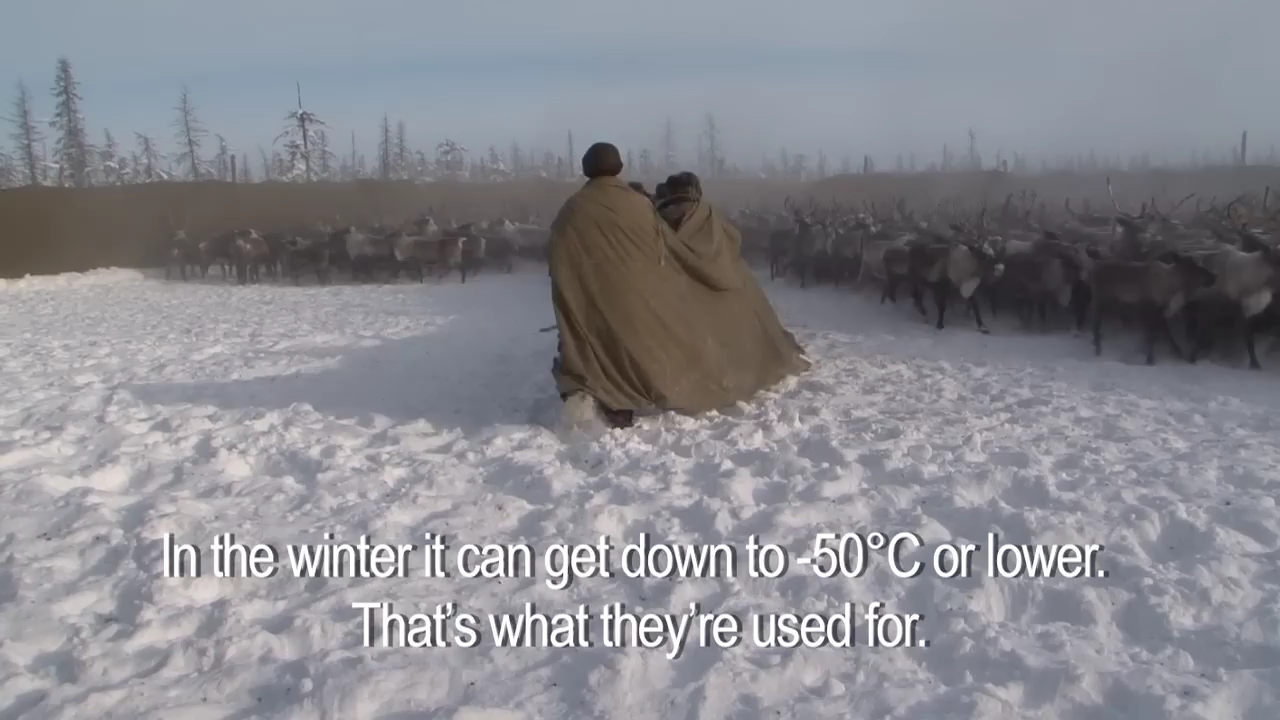 In the winter it can get down to -50°C or lower.
That's what they're used for.